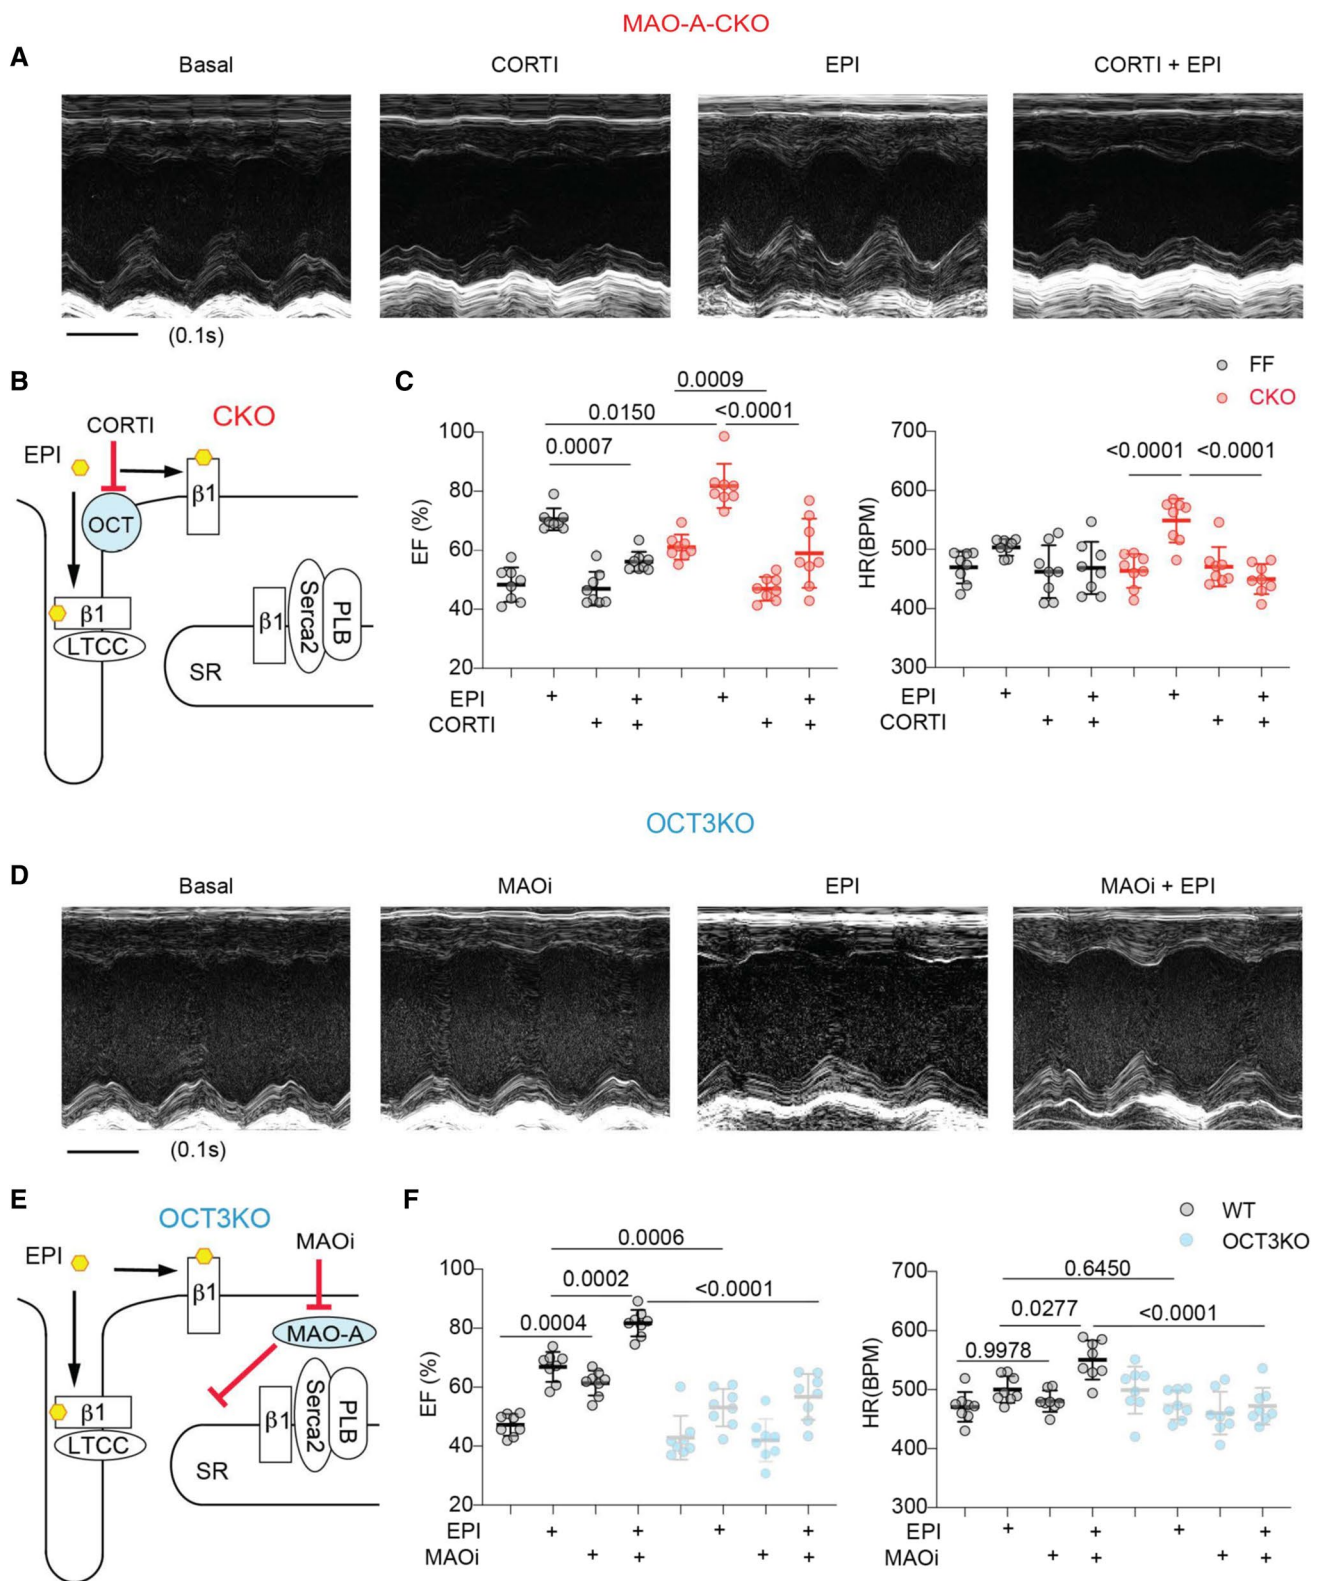 MAO-A-CKO
A
Basal
CORTI
EPI
CORTI + EPI
(0.1s)
B
CKO
CORTI
EPI
OCT
β1
β1
LTCC
SR
β1
Serca2
PLB
C
FF
CKO
0.0009
0.0150
<0.0001
0.0007
EF (%)
100
80
60
40
20
EPI + + + +
CORTI + + + +
<0.0001 <0.0001
HR(BPM)
700
600
500
400
300
EPI + + + +
CORTI + + + +
OCT3KO
D
Basal
MAOi
EPI
MAOi + EPI
(0.1s)
E
OCT3KO
EPI
MAOi
β1
MAO-A
β1
LTCC
SR
β1
Serca2
PLB
F
WT
OCT3KO
0.0006
0.0002
<0.0001
0.0004
EF (%)
100
80
60
40
20
EPI + + + +
MAOi + + + +
0.6450
0.0277
<0.0001
0.9978
HR(BPM)
700
600
500
400
300
EPI + + + +
MAOi + + + +